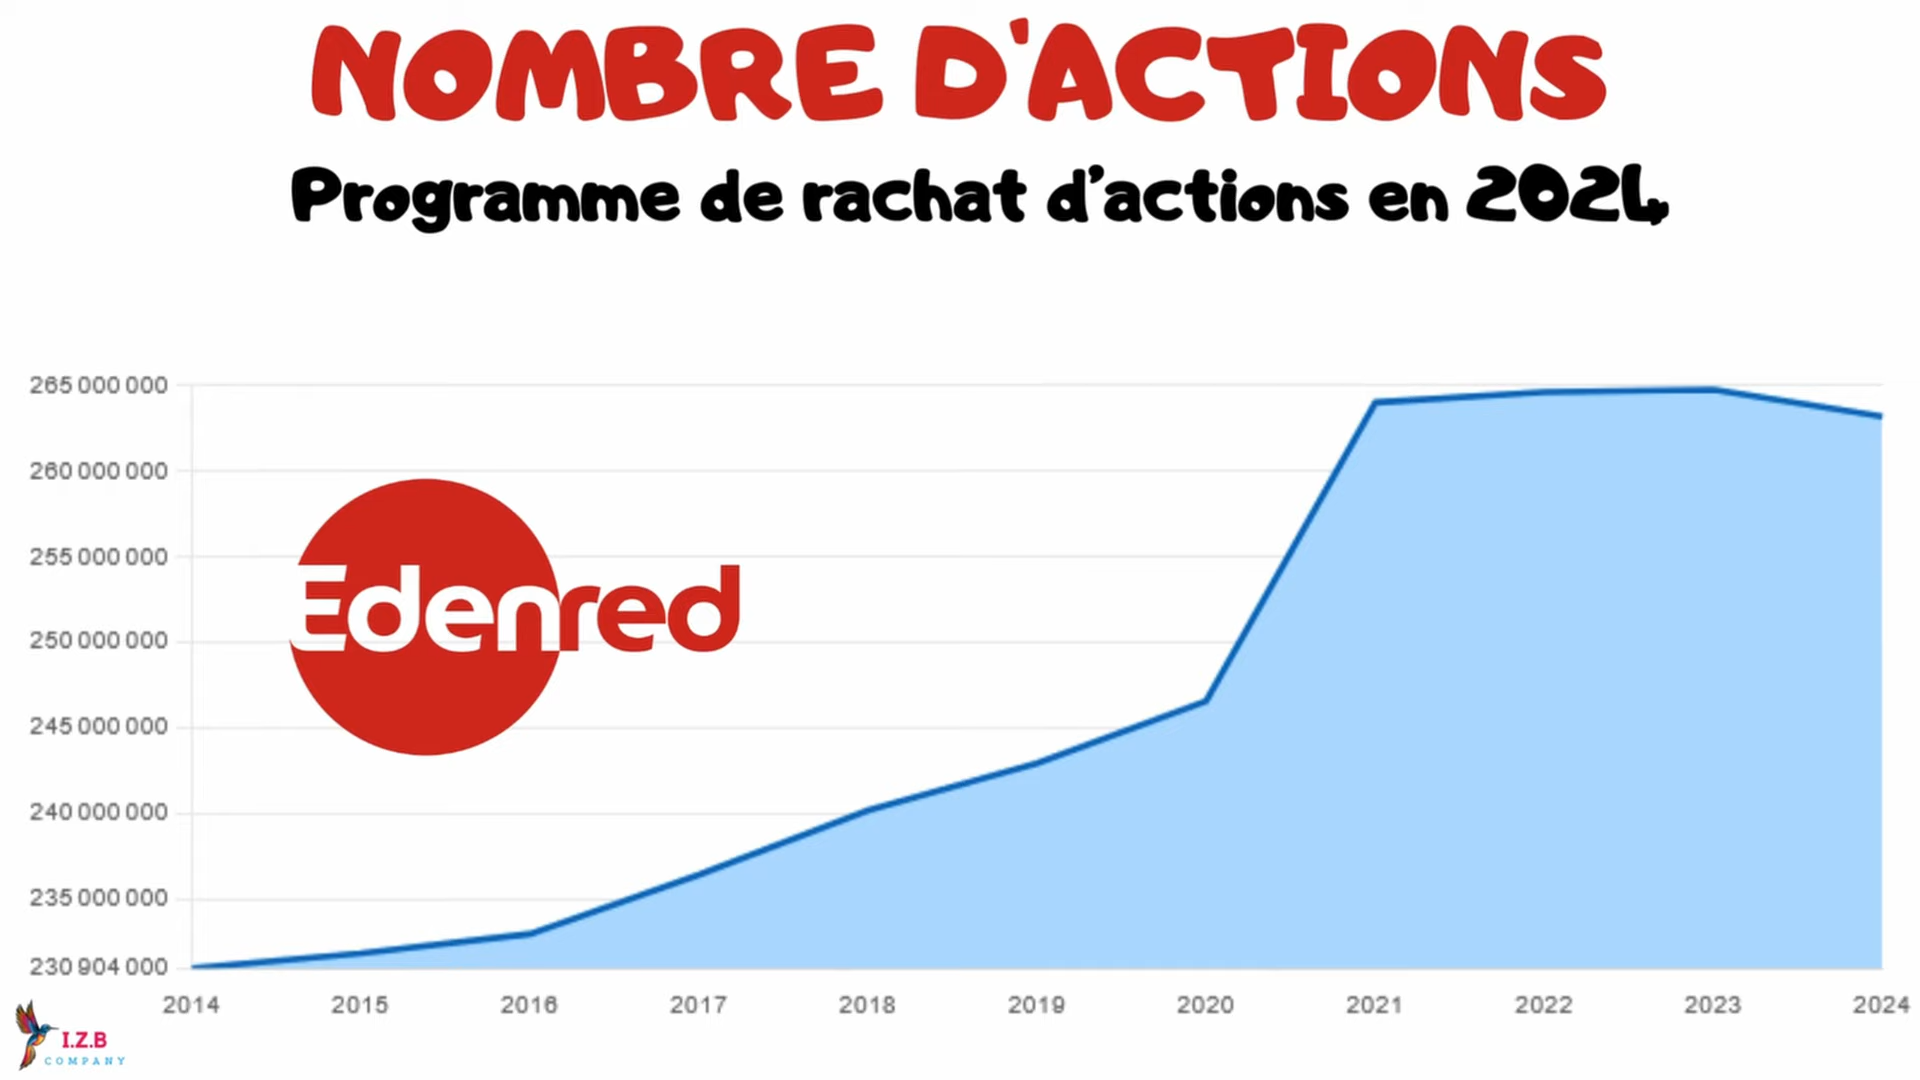 NOMBRE D'ACTIONS
Programme de rachat d'actions en 2024
265 000 000
260 000 000
255 000 000
Edenred
250 000 000
245 000 000
240 000 000
235 000 000
230 904 000
2014 2015 2016 2017 2018 2019 2020 2021 2022 2023 2024
I.Z.B
COMPANY